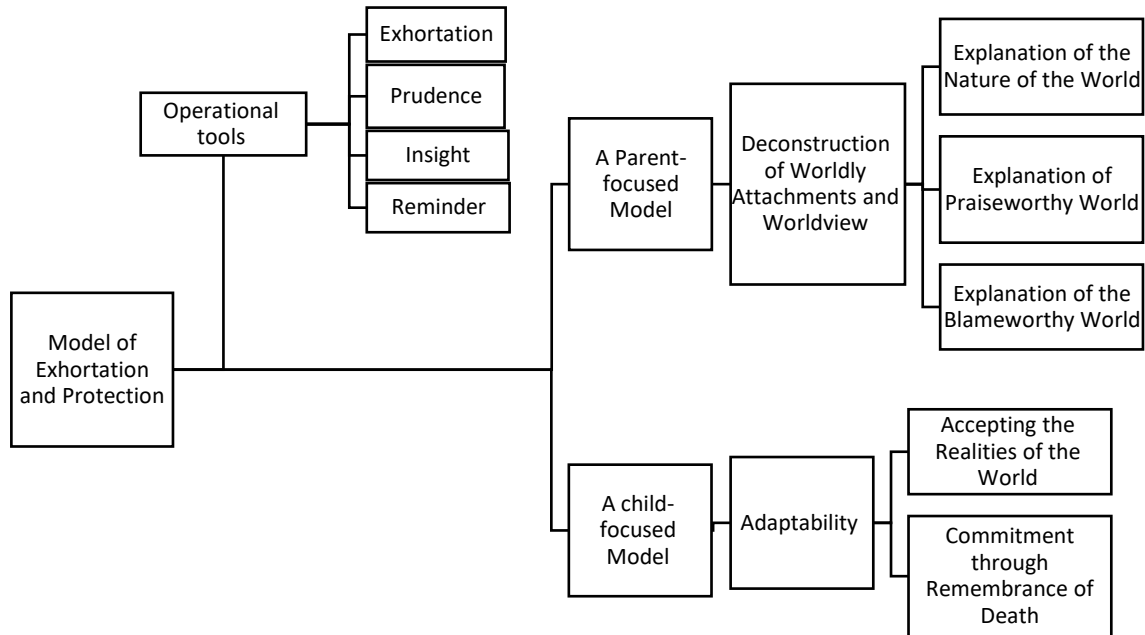 Exhortation
Prudence
Insight
Reminder
Operational
tools
Model of
Exhortation
and Protection
A Parent-
focused
Model
Deconstruction
of Worldly
Attachments and
Worldview
Explanation of the
Nature of the World
Explanation of
Praiseworthy World
Explanation of the
Blameworthy World
A child-
focused
Model
Adaptability
Accepting the
Realities of the
World
Commitment
through
Remembrance of
Death